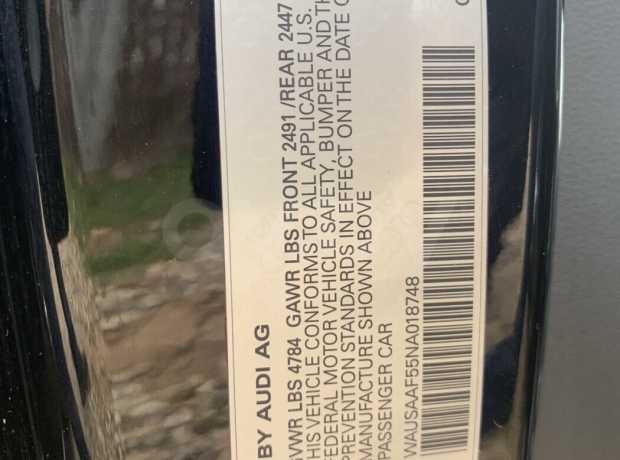 BY AUDI AG
GVWR LBS 4784 GAWR LBS FRONT 2491 /REAR 2447
THIS VEHICLE CONFORMS TO ALL APPLICABLE U.S.
FEDERAL MOTOR VEHICLE SAFETY, BUMPER AND TH
PREVENTION STANDARDS IN EFFECT ON THE DATE O
MANUFACTURE SHOWN ABOVE
PASSENGER CAR
WAUSAAF55NA018748